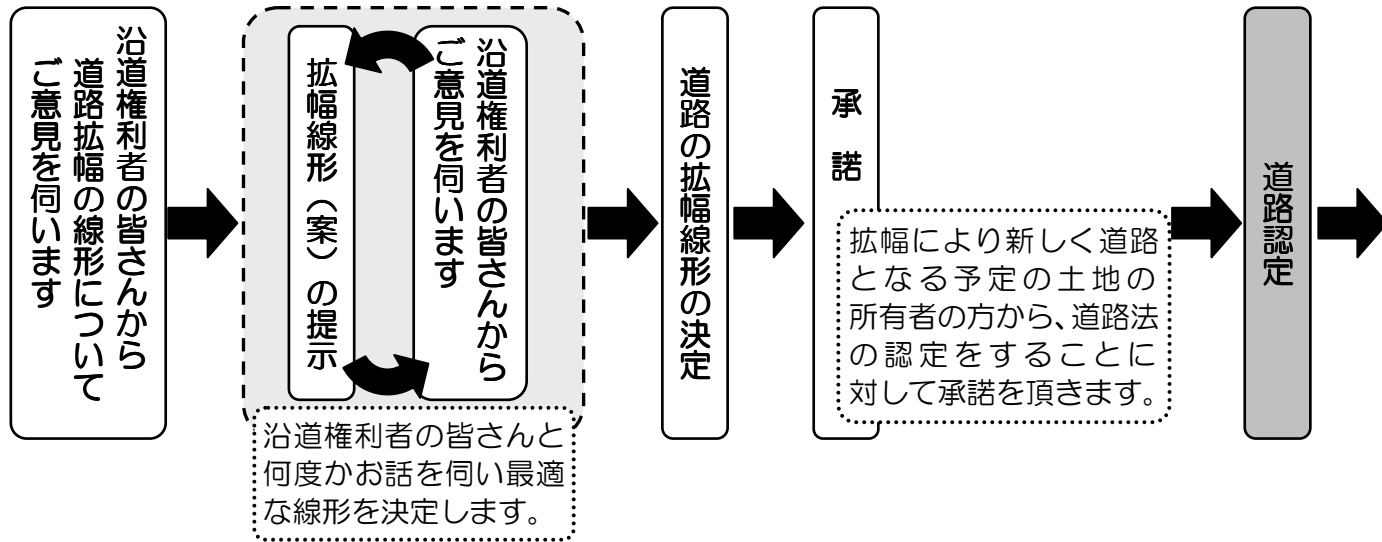 沿道権利者の皆さんから
道路拡幅の線形について
ご意見を伺います
拡幅線形（案）の提示
沿道権利者の皆さんから
ご意見を伺います
沿道権利者の皆さんと
何度かお話を伺い最適
な線形を決定します。
道路の拡幅線形の決定
承諾
拡幅により新しく道路
となる予定の土地の
所有者の方から、道路法
の認定をすることに
対して承諾を頂きます。
道路認定